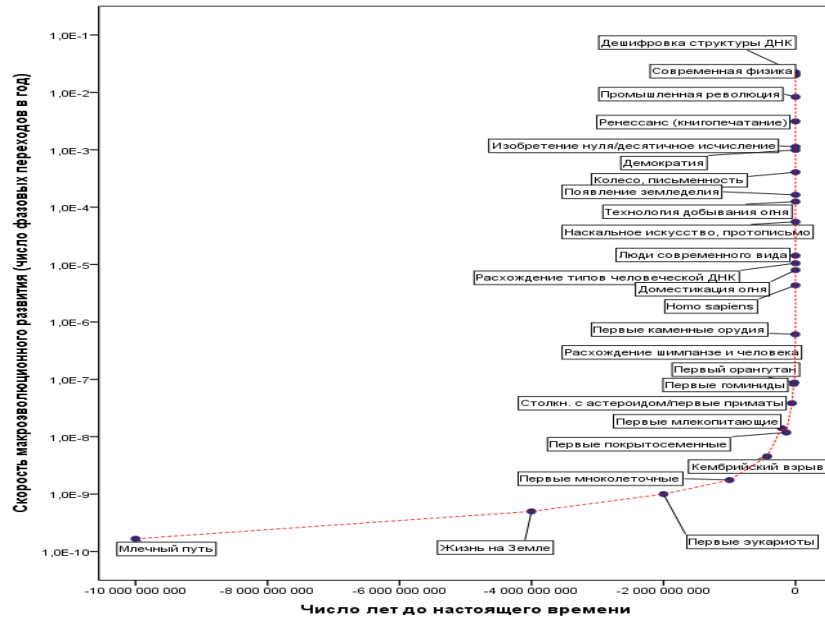 Скорость макроэволюционного развития (число фазовых переходов в год)
1,0E-1
1,0E-2
1,0E-3
1,0E-4
1,0E-5
1,0E-6
1,0E-7
1,0E-8
1,0E-9
1,0E-10
Дешифровка структуры ДНК
Современная физика
Промышленная революция
Ренессанс (книгопечатание)
Изобретение нуля/десятичное исчисление
Демократия
Колесо, письменность
Появление земледелия
Технология добывания огня
Наскальное искусство, протописьмо
Люди современного вида
Расхождение типов человеческой ДНК
Доместикация огня
Homo sapiens
Первые каменные орудия
Расхождение шимпанзе и человека
Первый орангутан
Первые гоминиды
Столкн. с астероидом/первые приматы
Первые млекопитающие
Первые покрытосеменные
Кембрийский взрыв
Первые многоклеточные
Первые эукариоты
Жизнь на Земле
Млечный путь
-10 000 000 000
-8 000 000 000
-6 000 000 000
-4 000 000 000
-2 000 000 000
0
Число лет до настоящего времени